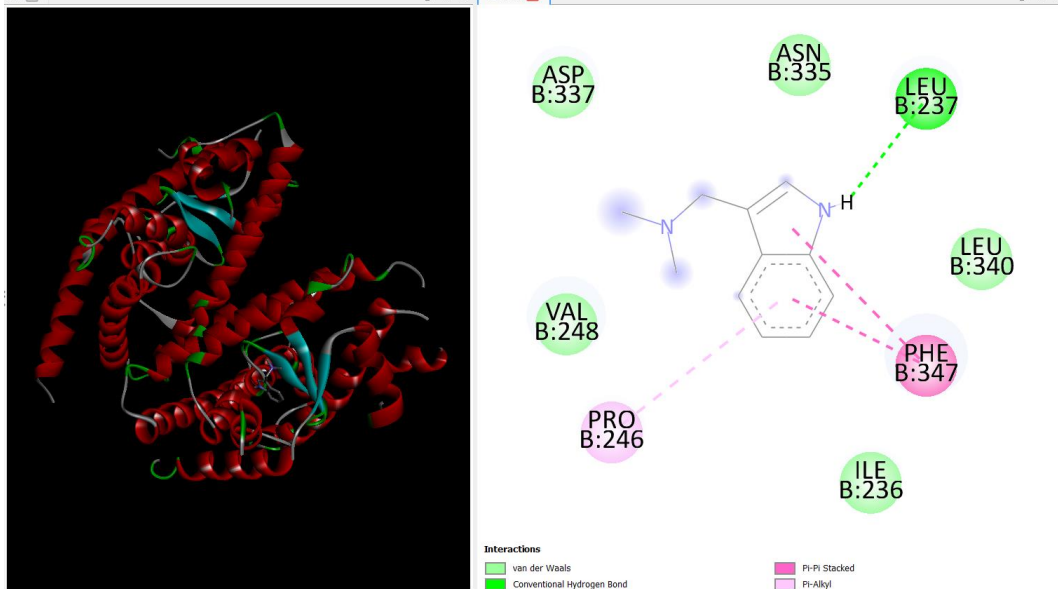 ASP
B:337
ASN
B:335
LEU
B:237
N
H
N
LEU
B:340
VAL
B:248
PHE
B:347
PRO
B:246
ILE
B:236
Interactions
van der Waals
Conventional Hydrogen Bond
Pi-Pi Stacked
Pi-Alkyl